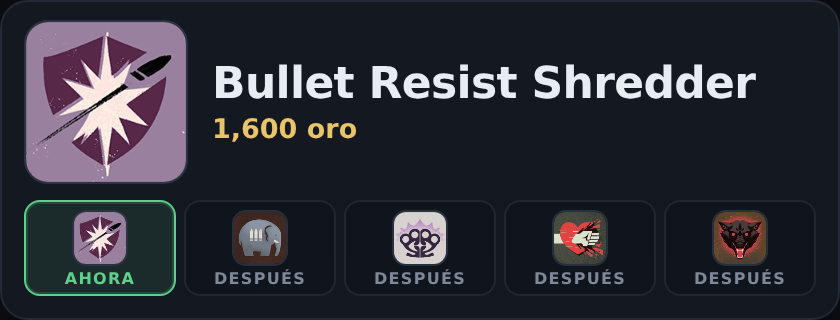 Bullet Resist Shredder
1,600 oro
AHORA
DESPUÉS
DESPUÉS
DESPUÉS
DESPUÉS